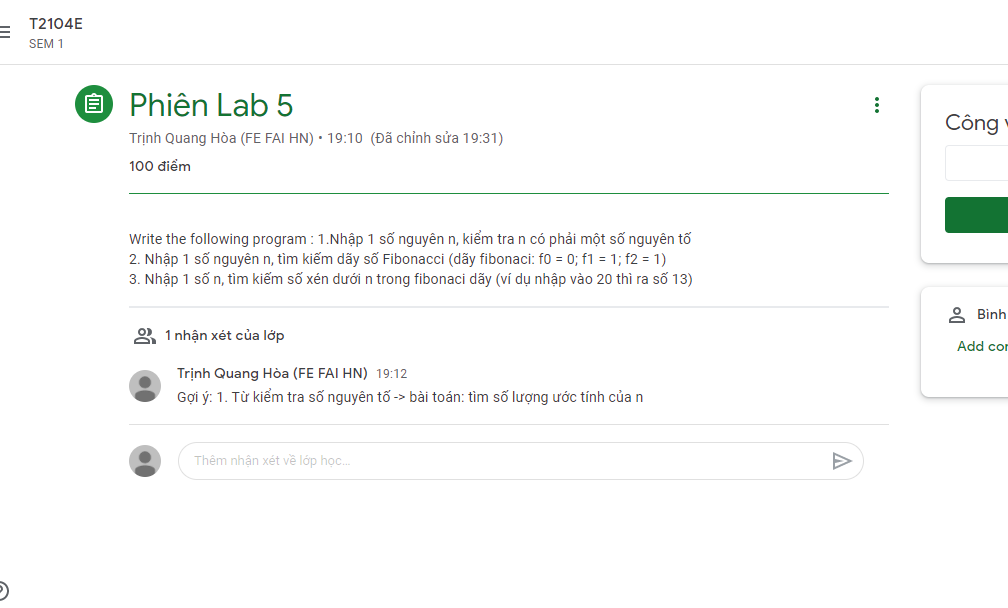 T2104E
SEM 1
Phiên Lab 5
Trịnh Quang Hòa (FE FAI HN) • 19:10 (Đã chỉnh sửa 19:31)
100 điểm
Write the following program : 1.Nhập 1 số nguyên n, kiểm tra n có phải một số nguyên tố
2. Nhập 1 số nguyên n, tìm kiếm dãy số Fibonacci (dãy fibonaci: f0 = 0; f1 = 1; f2 = 1)
3. Nhập 1 số n, tìm kiếm số xén dưới n trong fibonaci dãy (ví dụ nhập vào 20 thì ra số 13)
1 nhận xét của lớp
Trịnh Quang Hòa (FE FAI HN) 19:12
Gợi ý: 1. Từ kiểm tra số nguyên tố -> bài toán: tìm số lượng ước tính của n
Thêm nhận xét về lớp học...
Công
Bình
Add